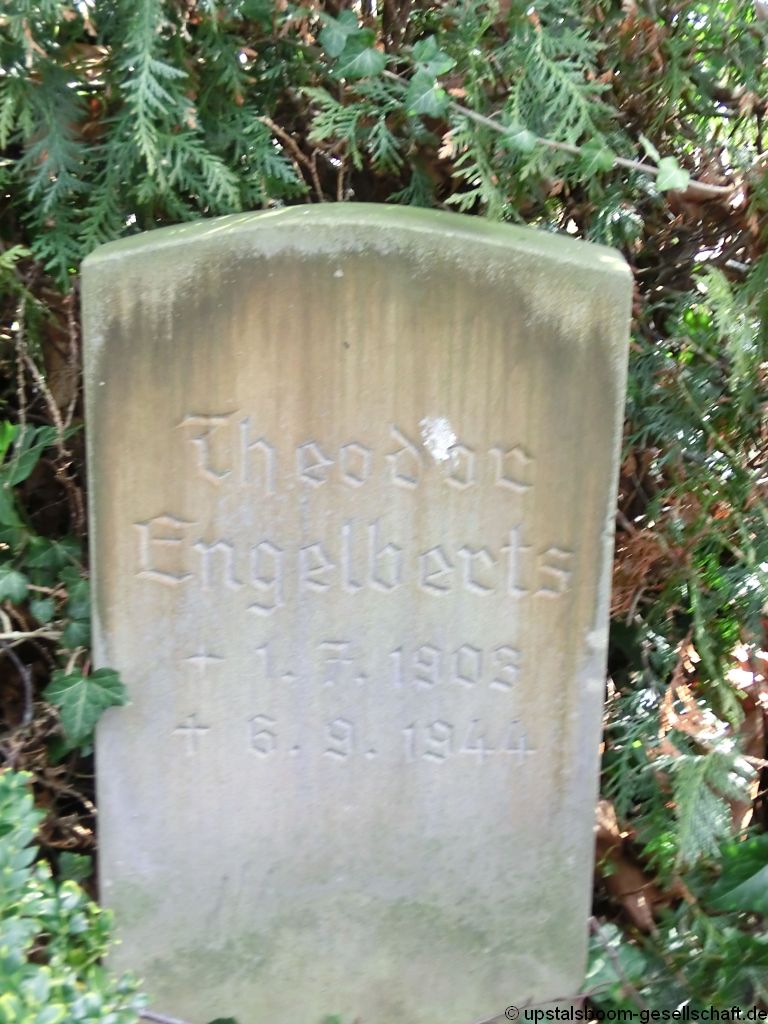 Theodor
Engelberts
+ 1. 7. 1903
+ 6. 9. 1944
© upstalsboom-gesellschaft.de